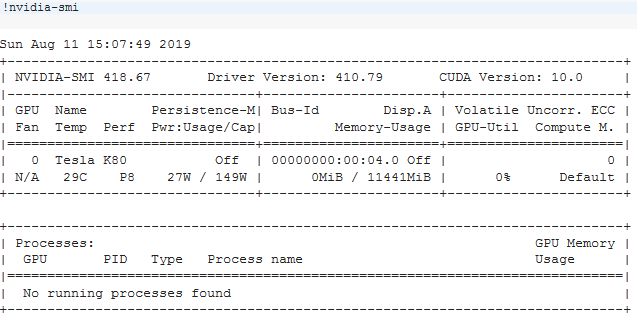 !nvidia-smi
Sun Aug 11 15:07:49 2019
+-----------------------------------------------------------------------------+
| NVIDIA-SMI 418.67       Driver Version: 410.79       CUDA Version: 10.0     |
|-------------------------------+----------------------+----------------------+
| GPU  Name        Persistence-M| Bus-Id        Disp.A | Volatile Uncorr. ECC |
| Fan  Temp  Perf  Pwr:Usage/Cap|         Memory-Usage | GPU-Util  Compute M. |
|===============================+======================+======================|
|   0  Tesla K80           Off  | 00000000:00:04.0 Off |                    0 |
| N/A   29C    P8    27W / 149W |      0MiB / 11441MiB |      0%      Default |
+-------------------------------+----------------------+----------------------+
+-----------------------------------------------------------------------------+
| Processes:                                                       GPU Memory |
|  GPU       PID   Type   Process name                             Usage      |
|=============================================================================|
|  No running processes found                                                 |
+-----------------------------------------------------------------------------+